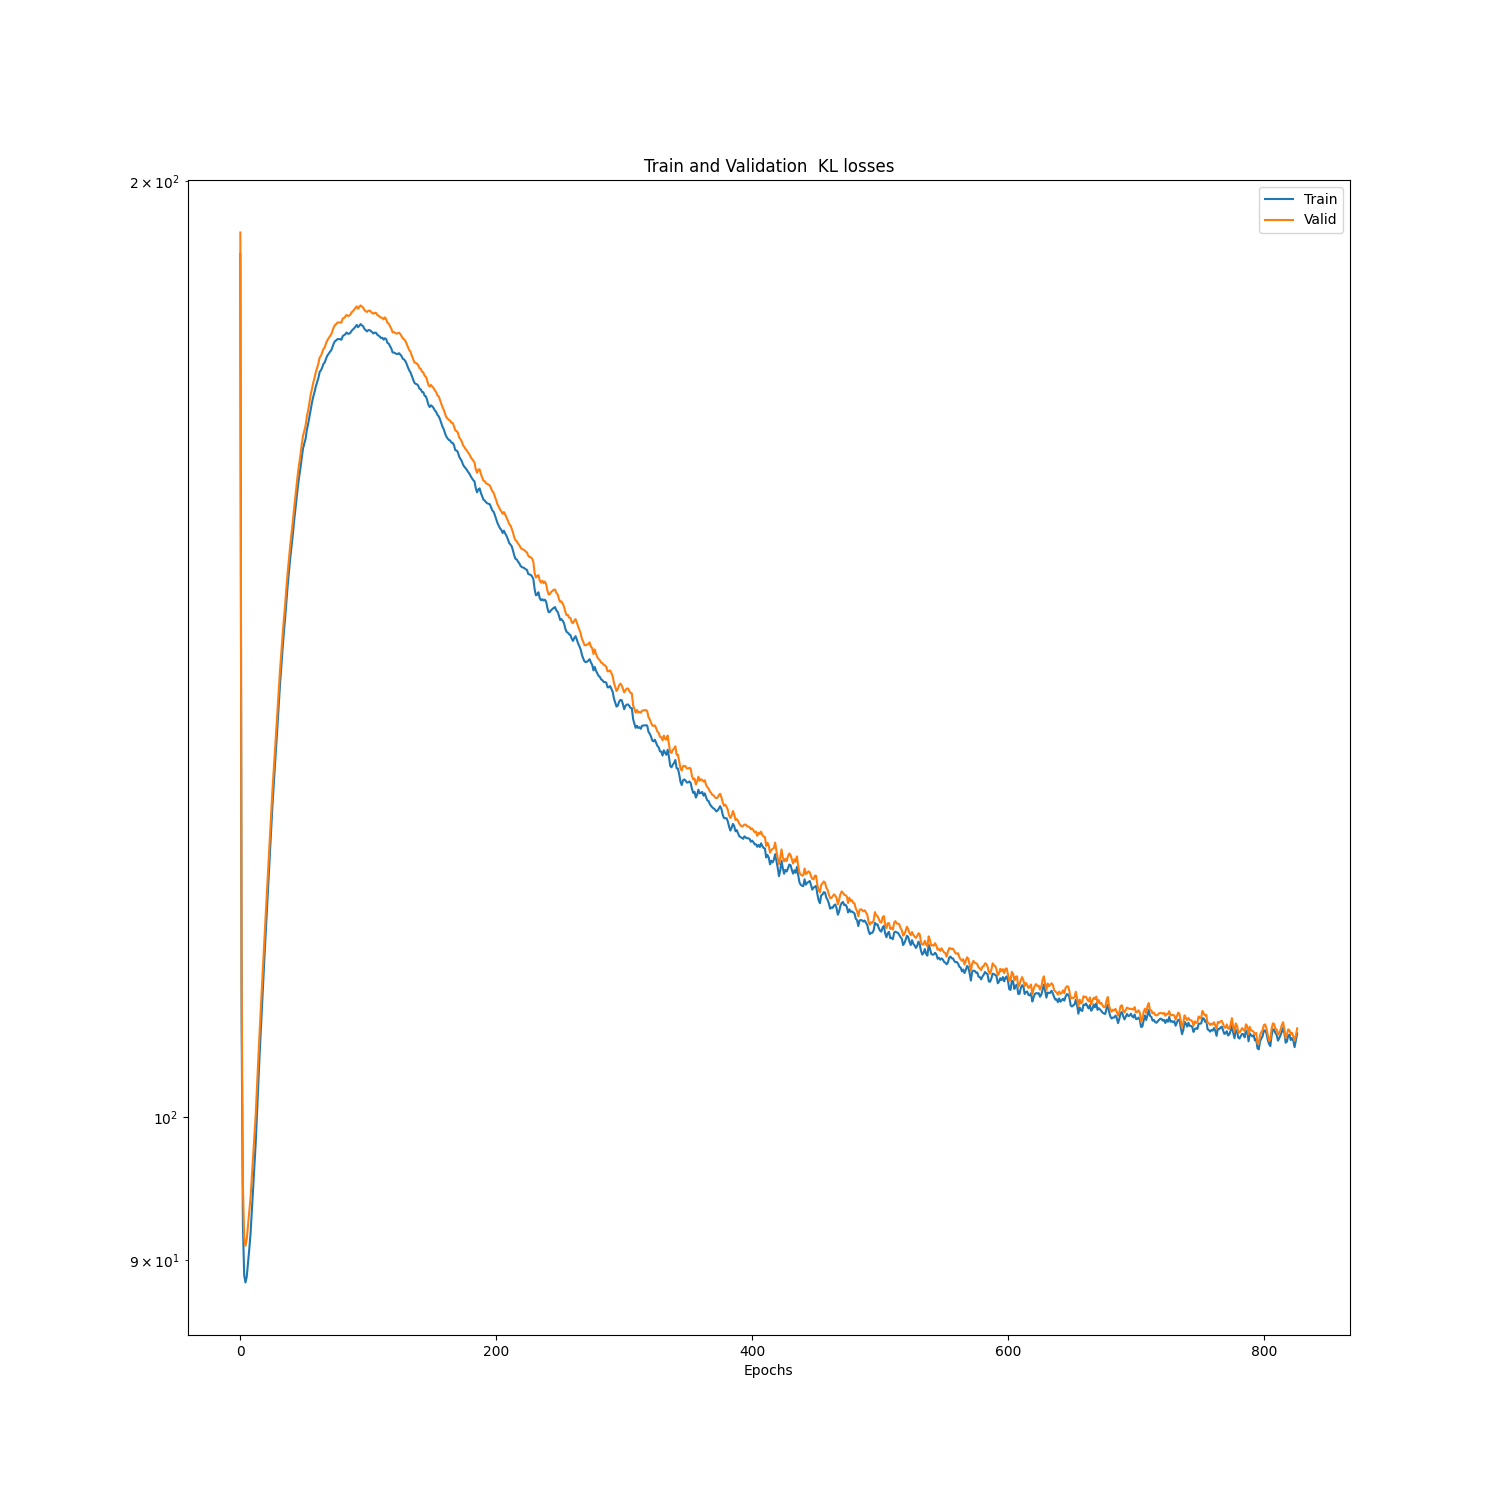 Train and Validation  KL losses
2 × 10²
Train
Valid
10²
9 × 10¹
0 200 400 600 800
Epochs